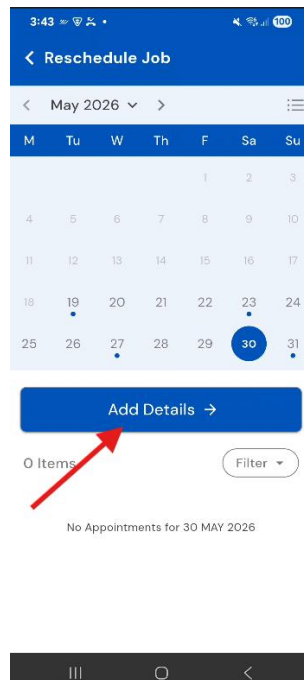 3:43
100
Reschedule Job
May 2026
M Tu W Th F Sa Su
1 2 3
4 5 6 7 8 9 10
11 12 13 14 15 16 17
18 19 20 21 22 23 24
25 26 27 28 29 30 31
Add Details →
0 Items
Filter
No Appointments for 30 MAY 2026